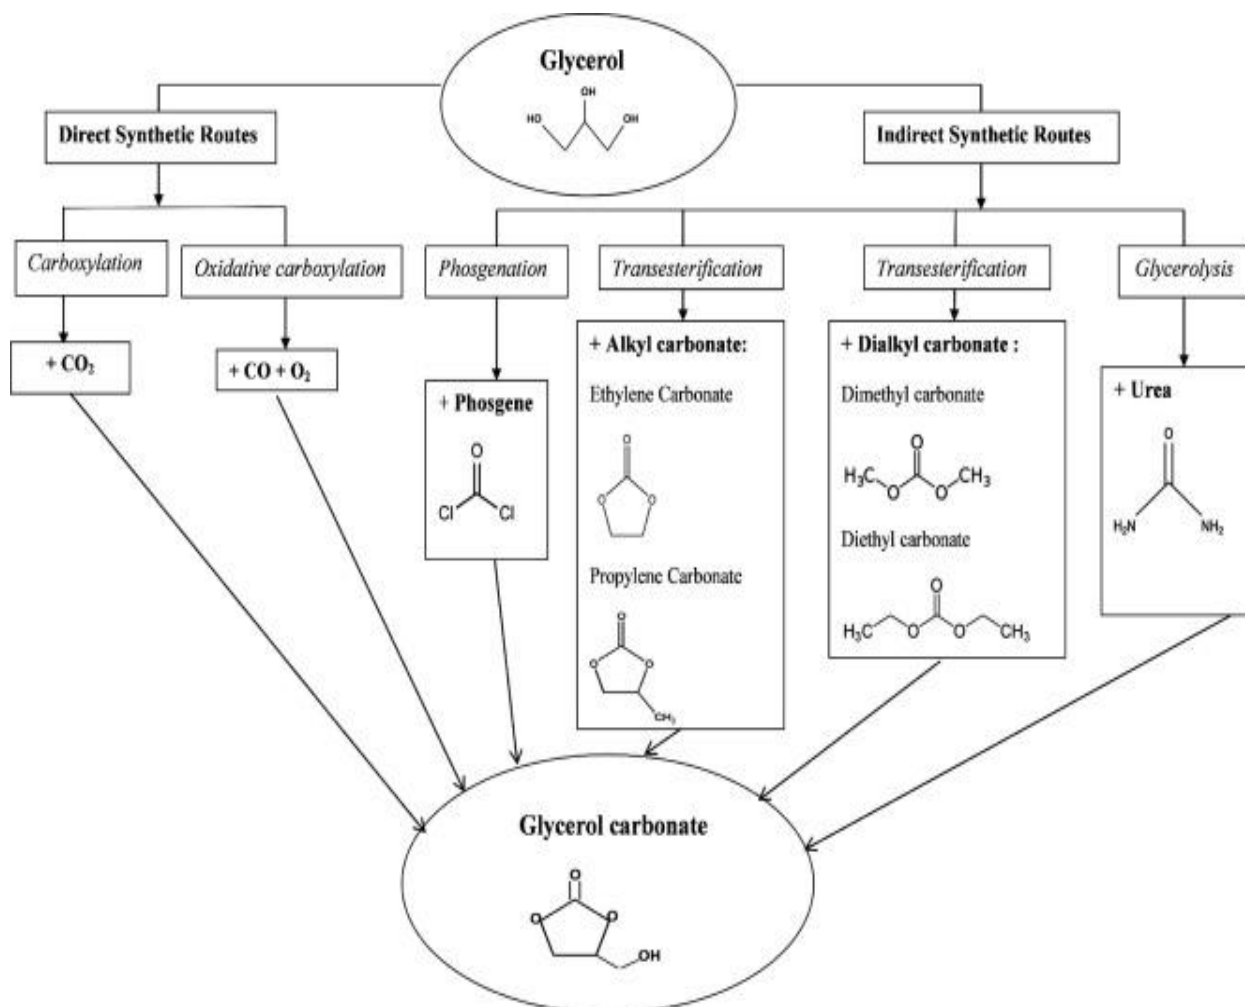 Glycerol
OH
HO
OH
Direct Synthetic Routes
Indirect Synthetic Routes
Carboxylation
Oxidative carboxylation
Phosgenation
Transesterification
Transesterification
Glycerolysis
+ CO₂
+ CO + O₂
+ Phosgene
O
Cl
Cl
+ Alkyl carbonate:
Ethylene Carbonate
O
O
O
Propylene Carbonate
O
O
O
CH₃
+ Dialkyl carbonate :
Dimethyl carbonate
O
H₃C
O
O
CH₃
Diethyl carbonate
O
H₃C
O
O
CH₃
+ Urea
O
H₂N
NH₂
Glycerol carbonate
O
O
O
OH